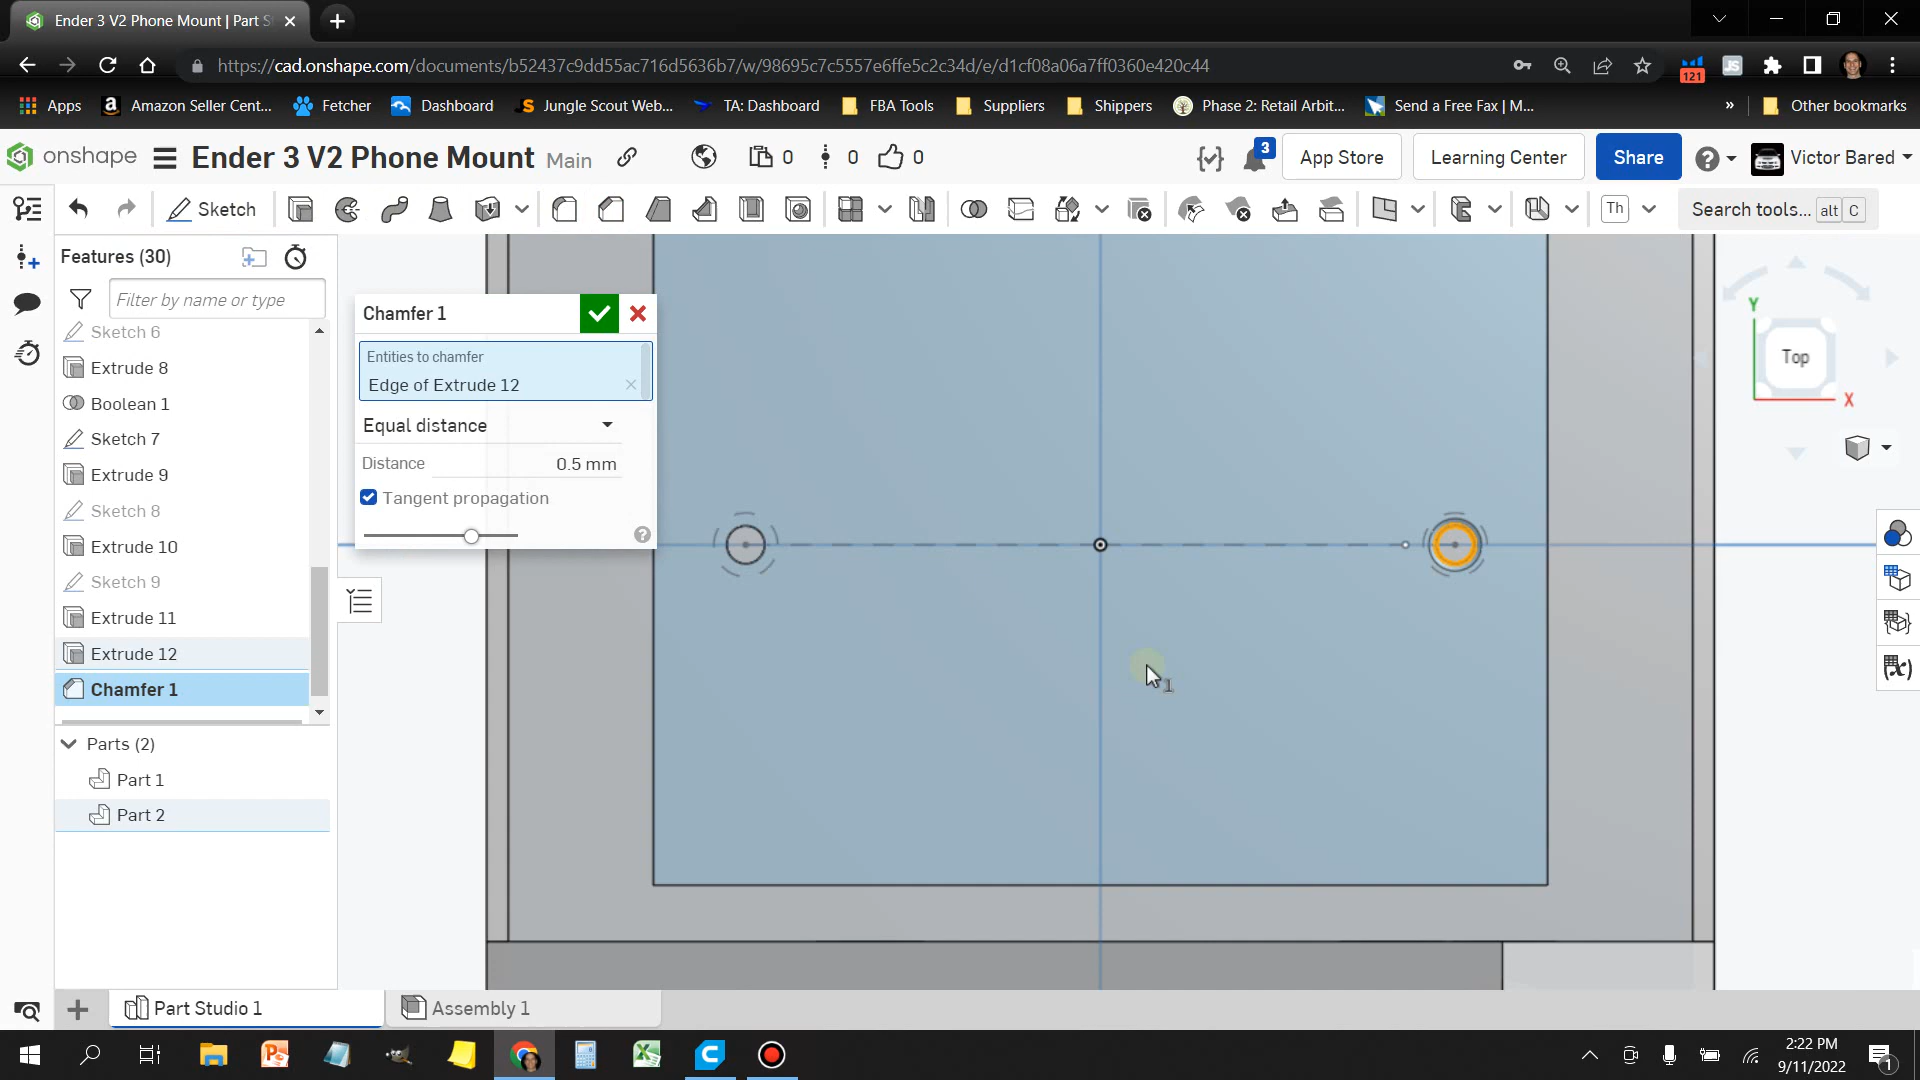 Ender 3 V2 Phone Mount | Part S
https://cad.onshape.com/documents/b52437c9dd55ac716d5636b7/w/98695c7c5557e6ffe5c2c34d/e/d1cf08a06a7ff0360e420c44
121
JS
Apps
Amazon Seller Cent...
Fetcher
Dashboard
Jungle Scout Web...
TA: Dashboard
FBA Tools
Suppliers
Shippers
Phase 2: Retail Arbit...
Send a Free Fax | M...
»
Other bookmarks
onshape
Ender 3 V2 Phone Mount Main
0
0
0
3
App Store
Learning Center
Share
Victor Bared
Sketch
Th
Search tools... alt C
Features (30)
Filter by name or type
Sketch 6
Extrude 8
Boolean 1
Sketch 7
Extrude 9
Sketch 8
Extrude 10
Sketch 9
Extrude 11
Extrude 12
Chamfer 1
Parts (2)
Part 1
Part 2
Chamfer 1
Entities to chamfer
Edge of Extrude 12
Equal distance
Distance 0.5 mm
Tangent propagation
1
Y
Top
X
(x)
Part Studio 1
Assembly 1
2:22 PM
9/11/2022
1